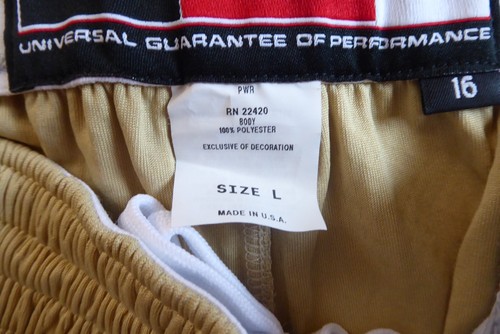 UNIVERSAL GUARANTEE OF PERFORMANCE
16
PWR
RN 22420
BODY
100% POLYESTER
EXCLUSIVE OF DECORATION
SIZE L
MADE IN U.S.A.